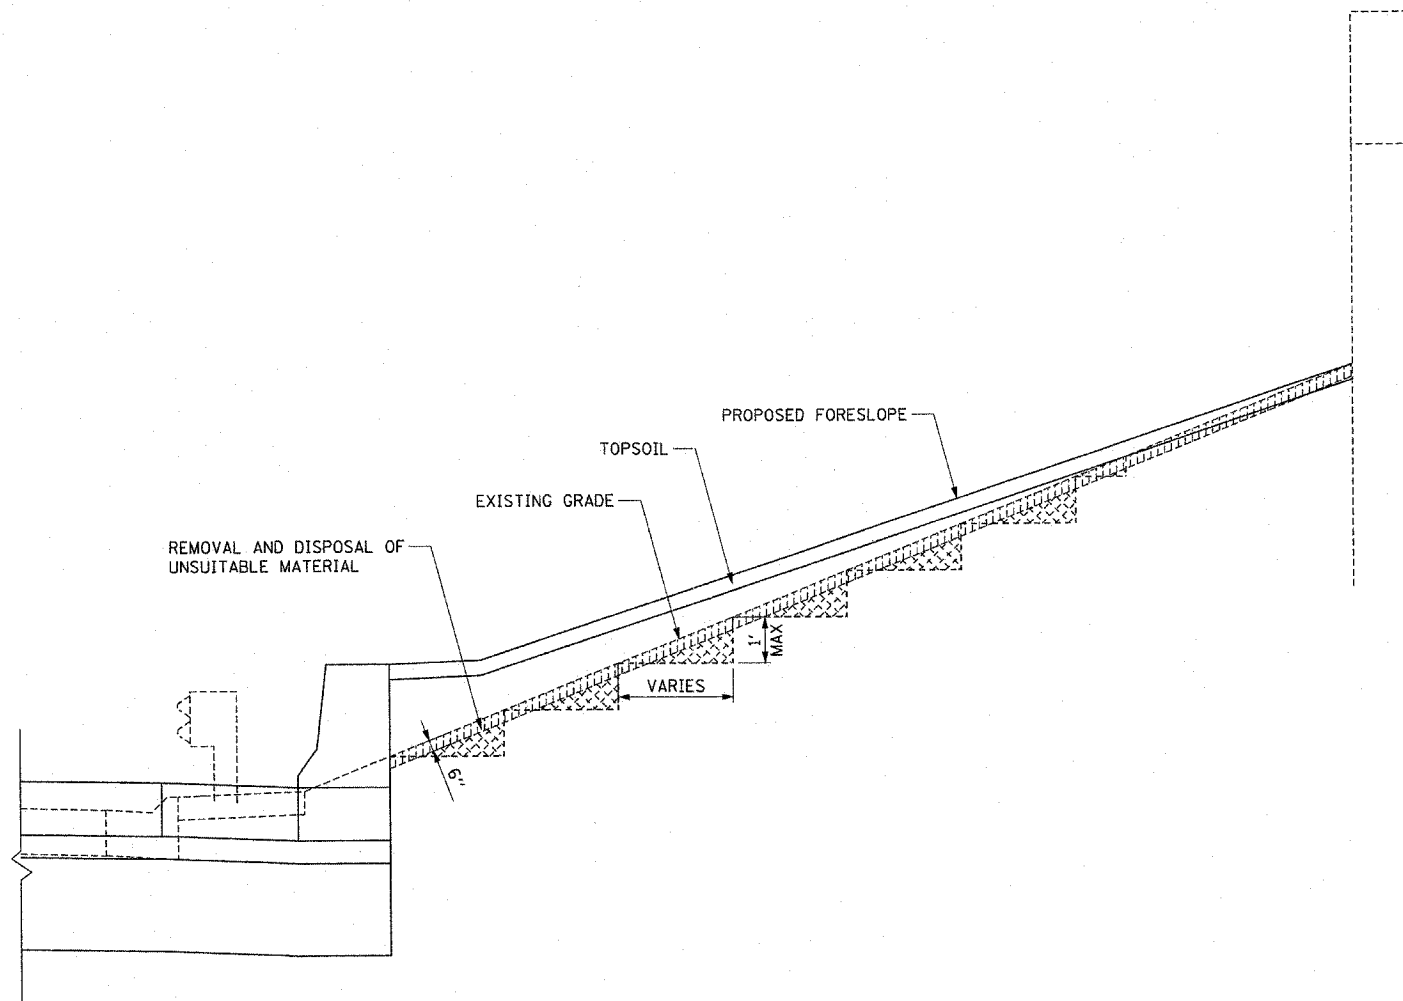 PROPOSED FORESLOPE
TOPSOIL
EXISTING GRADE
REMOVAL AND DISPOSAL OF
UNSUITABLE MATERIAL
1'
MAX
VARIES
6"